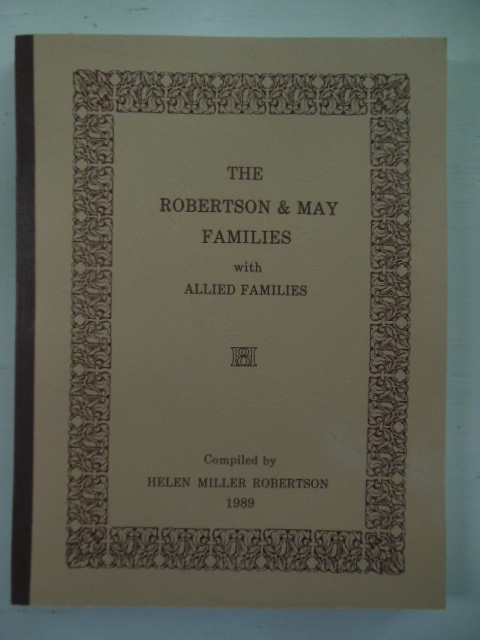 THE
ROBERTSON & MAY
FAMILIES
with
ALLIED FAMILIES
Compiled by
HELEN MILLER ROBERTSON
1989